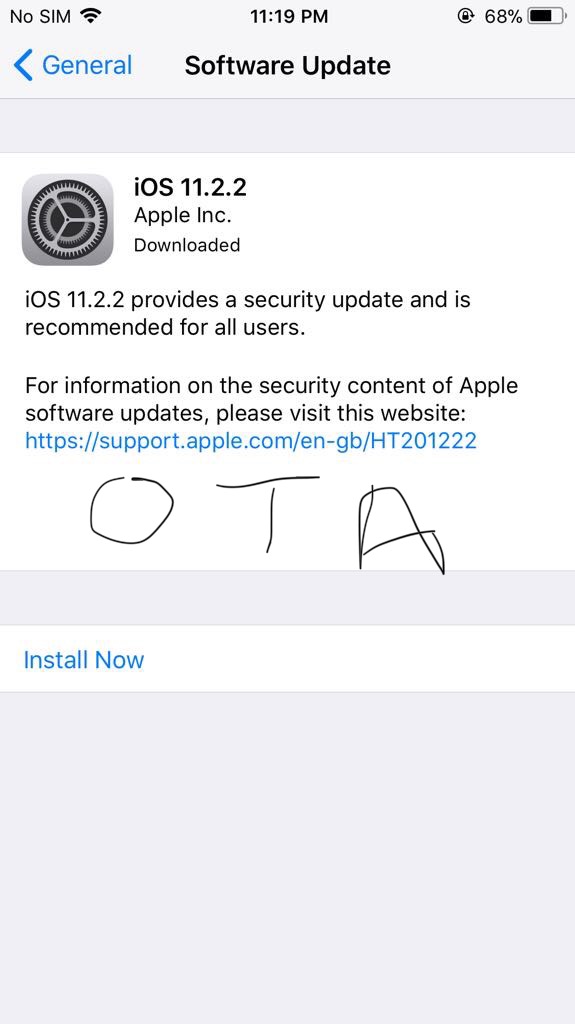 No SIM 11:19 PM 68%
General Software Update
iOS 11.2.2
Apple Inc.
Downloaded
iOS 11.2.2 provides a security update and is
recommended for all users.
For information on the security content of Apple
software updates, please visit this website:
https://support.apple.com/en-gb/HT201222
OTA
Install Now